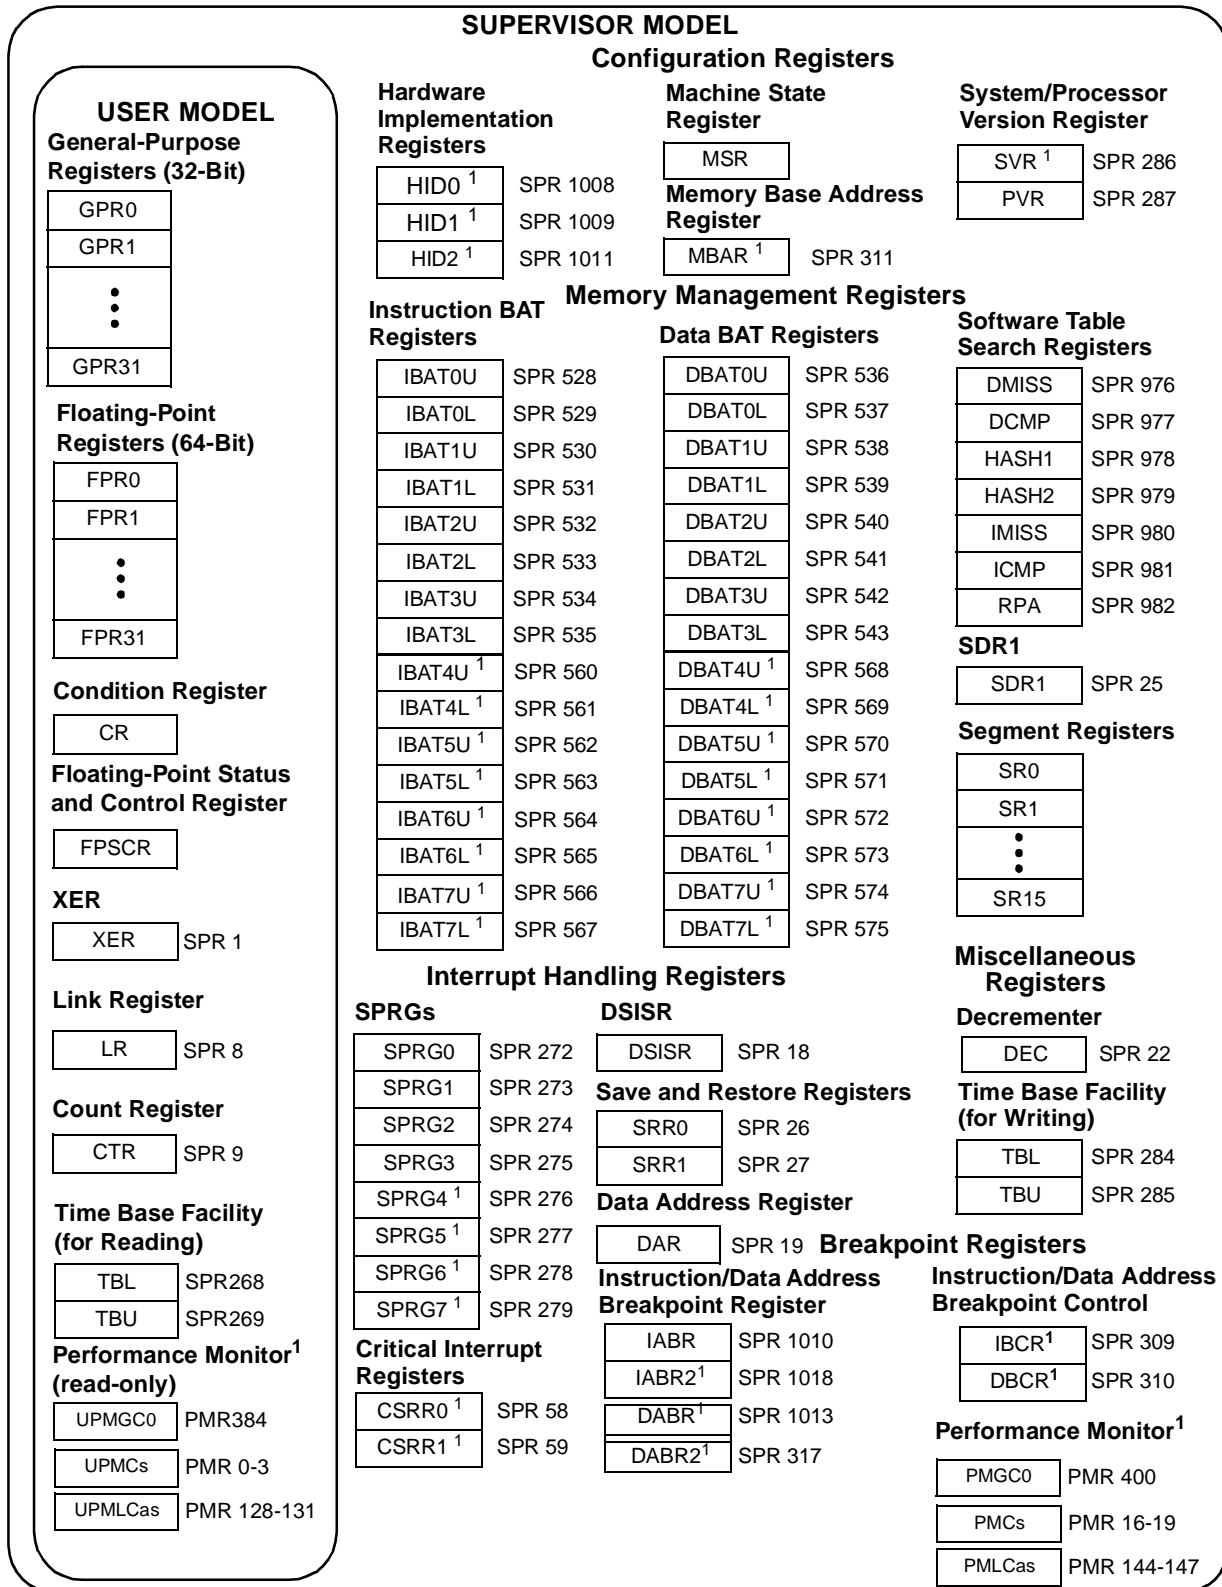 SUPERVISOR MODEL
Configuration Registers
USER MODEL
General-Purpose
Registers (32-Bit)
GPR0
GPR1
GPR31
Floating-Point
Registers (64-Bit)
FPR0
FPR1
FPR31
Condition Register
CR
Floating-Point Status
and Control Register
FPSCR
XER
XER SPR 1
Link Register
LR SPR 8
Count Register
CTR SPR 9
Time Base Facility
(for Reading)
TBL SPR268
TBU SPR269
Performance Monitor1
(read-only)
UPMGC0 PMR384
UPMCs PMR 0-3
UPMLCas PMR 128-131
Hardware
Implementation
Registers
HID0 1 SPR 1008
HID1 1 SPR 1009
HID2 1 SPR 1011
Machine State
Register
MSR
Memory Base Address
Register
MBAR 1 SPR 311
System/Processor
Version Register
SVR 1 SPR 286
PVR SPR 287
Memory Management Registers
Instruction BAT
Registers
IBAT0U SPR 528
IBAT0L SPR 529
IBAT1U SPR 530
IBAT1L SPR 531
IBAT2U SPR 532
IBAT2L SPR 533
IBAT3U SPR 534
IBAT3L SPR 535
IBAT4U 1 SPR 560
IBAT4L 1 SPR 561
IBAT5U 1 SPR 562
IBAT5L 1 SPR 563
IBAT6U 1 SPR 564
IBAT6L 1 SPR 565
IBAT7U 1 SPR 566
IBAT7L 1 SPR 567
Data BAT Registers
DBAT0U SPR 536
DBAT0L SPR 537
DBAT1U SPR 538
DBAT1L SPR 539
DBAT2U SPR 540
DBAT2L SPR 541
DBAT3U SPR 542
DBAT3L SPR 543
DBAT4U 1 SPR 568
DBAT4L 1 SPR 569
DBAT5U 1 SPR 570
DBAT5L 1 SPR 571
DBAT6U 1 SPR 572
DBAT6L 1 SPR 573
DBAT7U 1 SPR 574
DBAT7L 1 SPR 575
Software Table
Search Registers
DMISS SPR 976
DCMP SPR 977
HASH1 SPR 978
HASH2 SPR 979
IMISS SPR 980
ICMP SPR 981
RPA SPR 982
SDR1
SDR1 SPR 25
Segment Registers
SR0
SR1
SR15
Interrupt Handling Registers
SPRGs
SPRG0 SPR 272
SPRG1 SPR 273
SPRG2 SPR 274
SPRG3 SPR 275
SPRG4 1 SPR 276
SPRG5 1 SPR 277
SPRG6 1 SPR 278
SPRG7 1 SPR 279
Critical Interrupt
Registers
CSRR0 1 SPR 58
CSRR1 1 SPR 59
DSISR
DSISR SPR 18
Save and Restore Registers
SRR0 SPR 26
SRR1 SPR 27
Data Address Register
DAR SPR 19
Miscellaneous
Registers
Decrementer
DEC SPR 22
Time Base Facility
(for Writing)
TBL SPR 284
TBU SPR 285
Breakpoint Registers
Instruction/Data Address
Breakpoint Register
IABR SPR 1010
IABR2 1 SPR 1018
DABR 1 SPR 1013
DABR2 1 SPR 317
Instruction/Data Address
Breakpoint Control
IBCR1 SPR 309
DBCR1 SPR 310
Performance Monitor1
PMGC0 PMR 400
PMCs PMR 16-19
PMLCas PMR 144-147